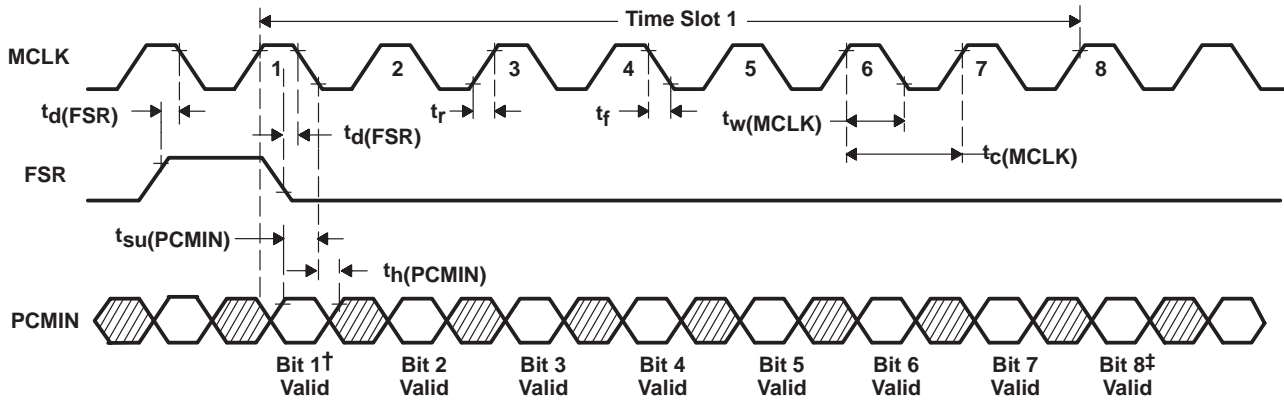 Time Slot 1
MCLK
1 2 3 4 5 6 7 8
td(FSR)
td(FSR)
tr
tf
tw(MCLK)
tc(MCLK)
FSR
tsu(PCMIN)
th(PCMIN)
PCMIN
Bit 1† Bit 2 Bit 3 Bit 4 Bit 5 Bit 6 Bit 7 Bit 8‡
Valid Valid Valid Valid Valid Valid Valid Valid